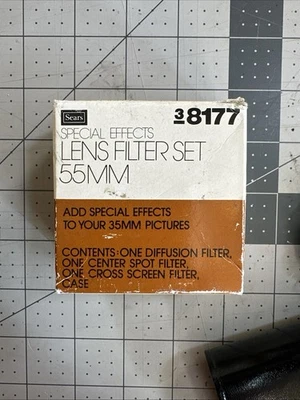 Sears
3 8177
SPECIAL EFFECTS
LENS FILTER SET
55MM
ADD SPECIAL EFFECTS
TO YOUR 35MM PICTURES
CONTENTS: ONE DIFFUSION FILTER,
ONE CENTER SPOT FILTER,
ONE CROSS SCREEN FILTER,
CASE